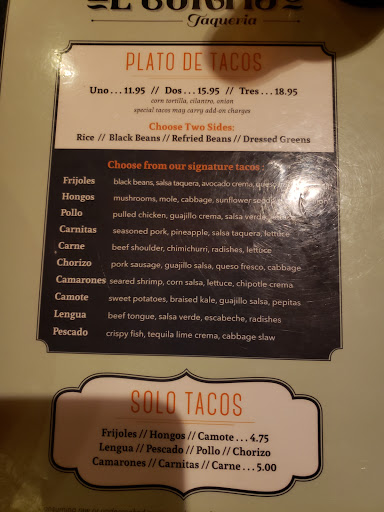 Taqueria
PLATO DE TACOS
Uno . . . 11.95 // Dos . . . 15.95 // Tres . . . 18.95
corn tortilla, cilantro, onion
special tacos may carry add-on charges
Choose Two Sides:
Rice // Black Beans // Refried Beans // Dressed Greens
Choose from our signature tacos :
Frijoles black beans, salsa taquera, avocado crema, queso
Hongos mushrooms, mole, cabbage, sunflower seeds
Pollo pulled chicken, guajillo crema, salsa verde, lettuce
Carnitas seasoned pork, pineapple, salsa taquera, lettuce
Carne beef shoulder, chimichurri, radishes, lettuce
Chorizo pork sausage, guajillo salsa, queso fresco, cabbage
Camarones seared shrimp, corn salsa, lettuce, chipotle crema
Camote sweet potatoes, braised kale, guajillo salsa, pepitas
Lengua beef tongue, salsa verde, escabeche, radishes
Pescado crispy fish, tequila lime crema, cabbage slaw
SOLO TACOS
Frijoles // Hongos // Camote . . . 4.75
Lengua // Pescado // Pollo // Chorizo
Camarones // Carnitas // Carne . . . 5.00